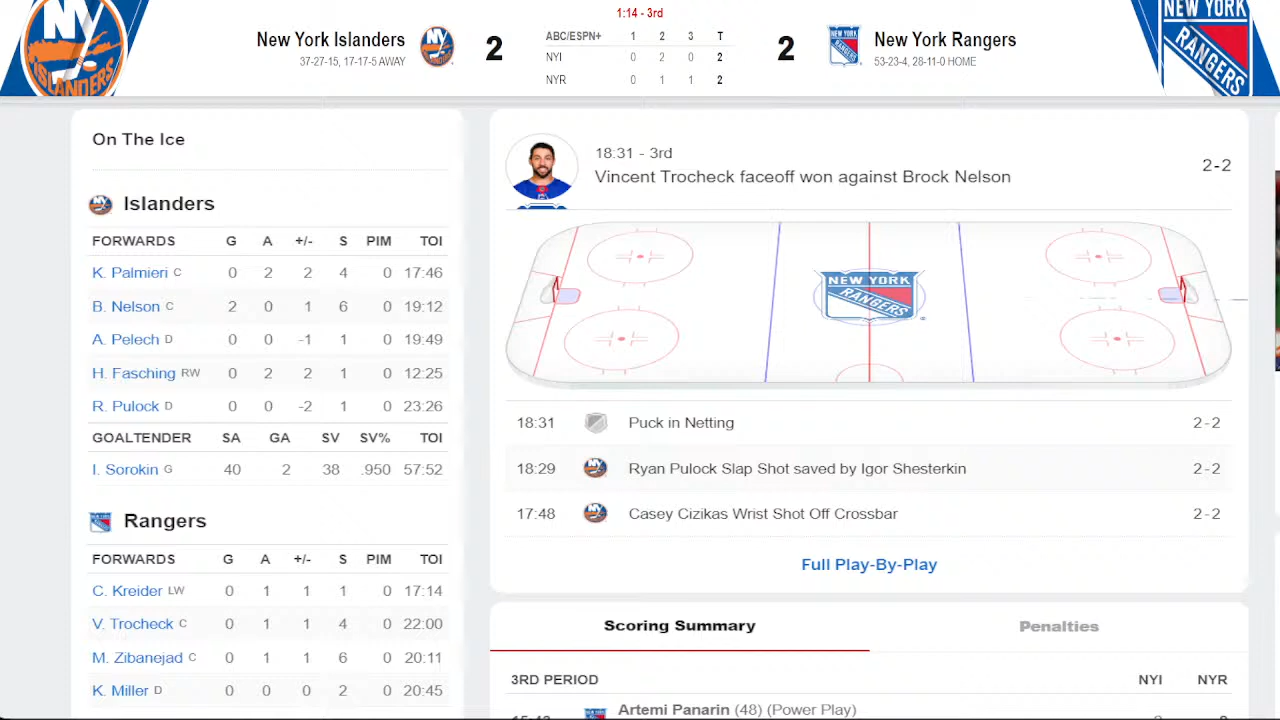 1:14 - 3rd
New York Islanders
37-27-15, 17-17-5 AWAY
2
ABC/ESPN+ 1 2 3 T
NYI 0 2 0 2
NYR 0 1 1 2
2
New York Rangers
53-23-4, 28-11-0 HOME
NY
ISLANDERS
NEW YORK
RANGERS
On The Ice
Islanders
FORWARDS G A +/- S PIM TOI
K. Palmieri C 0 2 2 4 0 17:46
B. Nelson C 2 0 1 6 0 19:12
A. Pelech D 0 0 -1 1 0 19:49
H. Fasching RW 0 2 2 1 0 12:25
R. Pulock D 0 0 -2 1 0 23:26
GOALTENDER SA GA SV SV% TOI
I. Sorokin G 40 2 38 .950 57:52
Rangers
FORWARDS G A +/- S PIM TOI
C. Kreider LW 0 1 1 1 0 17:14
V. Trocheck C 0 1 1 4 0 22:00
M. Zibanejad C 0 1 1 6 0 20:11
K. Miller D 0 0 0 2 0 20:45
18:31 - 3rd
Vincent Trocheck faceoff won against Brock Nelson
2-2
NEW YORK
RANGERS
18:31 Puck in Netting 2-2
18:29 Ryan Pulock Slap Shot saved by Igor Shesterkin 2-2
17:48 Casey Cizikas Wrist Shot Off Crossbar 2-2
Full Play-By-Play
Scoring Summary Penalties
3RD PERIOD NYI NYR
Artemi Panarin (48) (Power Play)